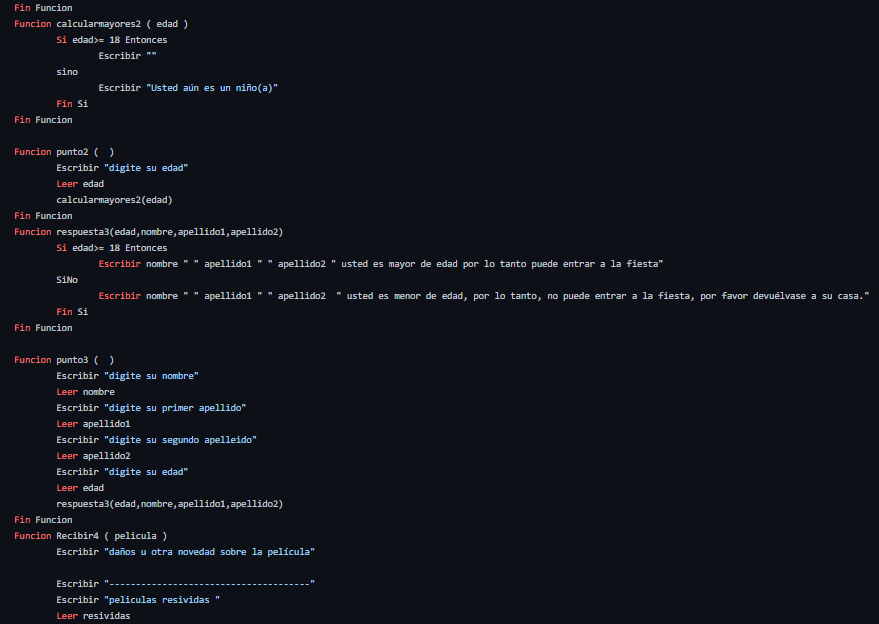 Fin Funcion
Funcion calcularmayores2 ( edad )
Si edad>= 18 Entonces
Escribir ""
sino
Escribir "Usted aún es un niño(a)"
Fin Si
Fin Funcion
Funcion punto2 (  )
Escribir "digite su edad"
Leer edad
calcularmayores2(edad)
Fin Funcion
Funcion respuesta3(edad,nombre,apellido1,apellido2)
Si edad>= 18 Entonces
Escribir nombre " " apellido1 " " apellido2 " usted es mayor de edad por lo tanto puede entrar a la fiesta"
SiNo
Escribir nombre " " apellido1 " " apellido2  " usted es menor de edad, por lo tanto, no puede entrar a la fiesta, por favor devuélvase a su casa."
Fin Si
Fin Funcion
Funcion punto3 (  )
Escribir "digite su nombre"
Leer nombre
Escribir "digite su primer apellido"
Leer apellido1
Escribir "digite su segundo apelleido"
Leer apellido2
Escribir "digite su edad"
Leer edad
respuesta3(edad,nombre,apellido1,apellido2)
Fin Funcion
Funcion Recibir4 ( pelicula )
Escribir "daños u otra novedad sobre la película"
Escribir "--------------------------------------"
Escribir "peliculas resividas "
Leer resividas